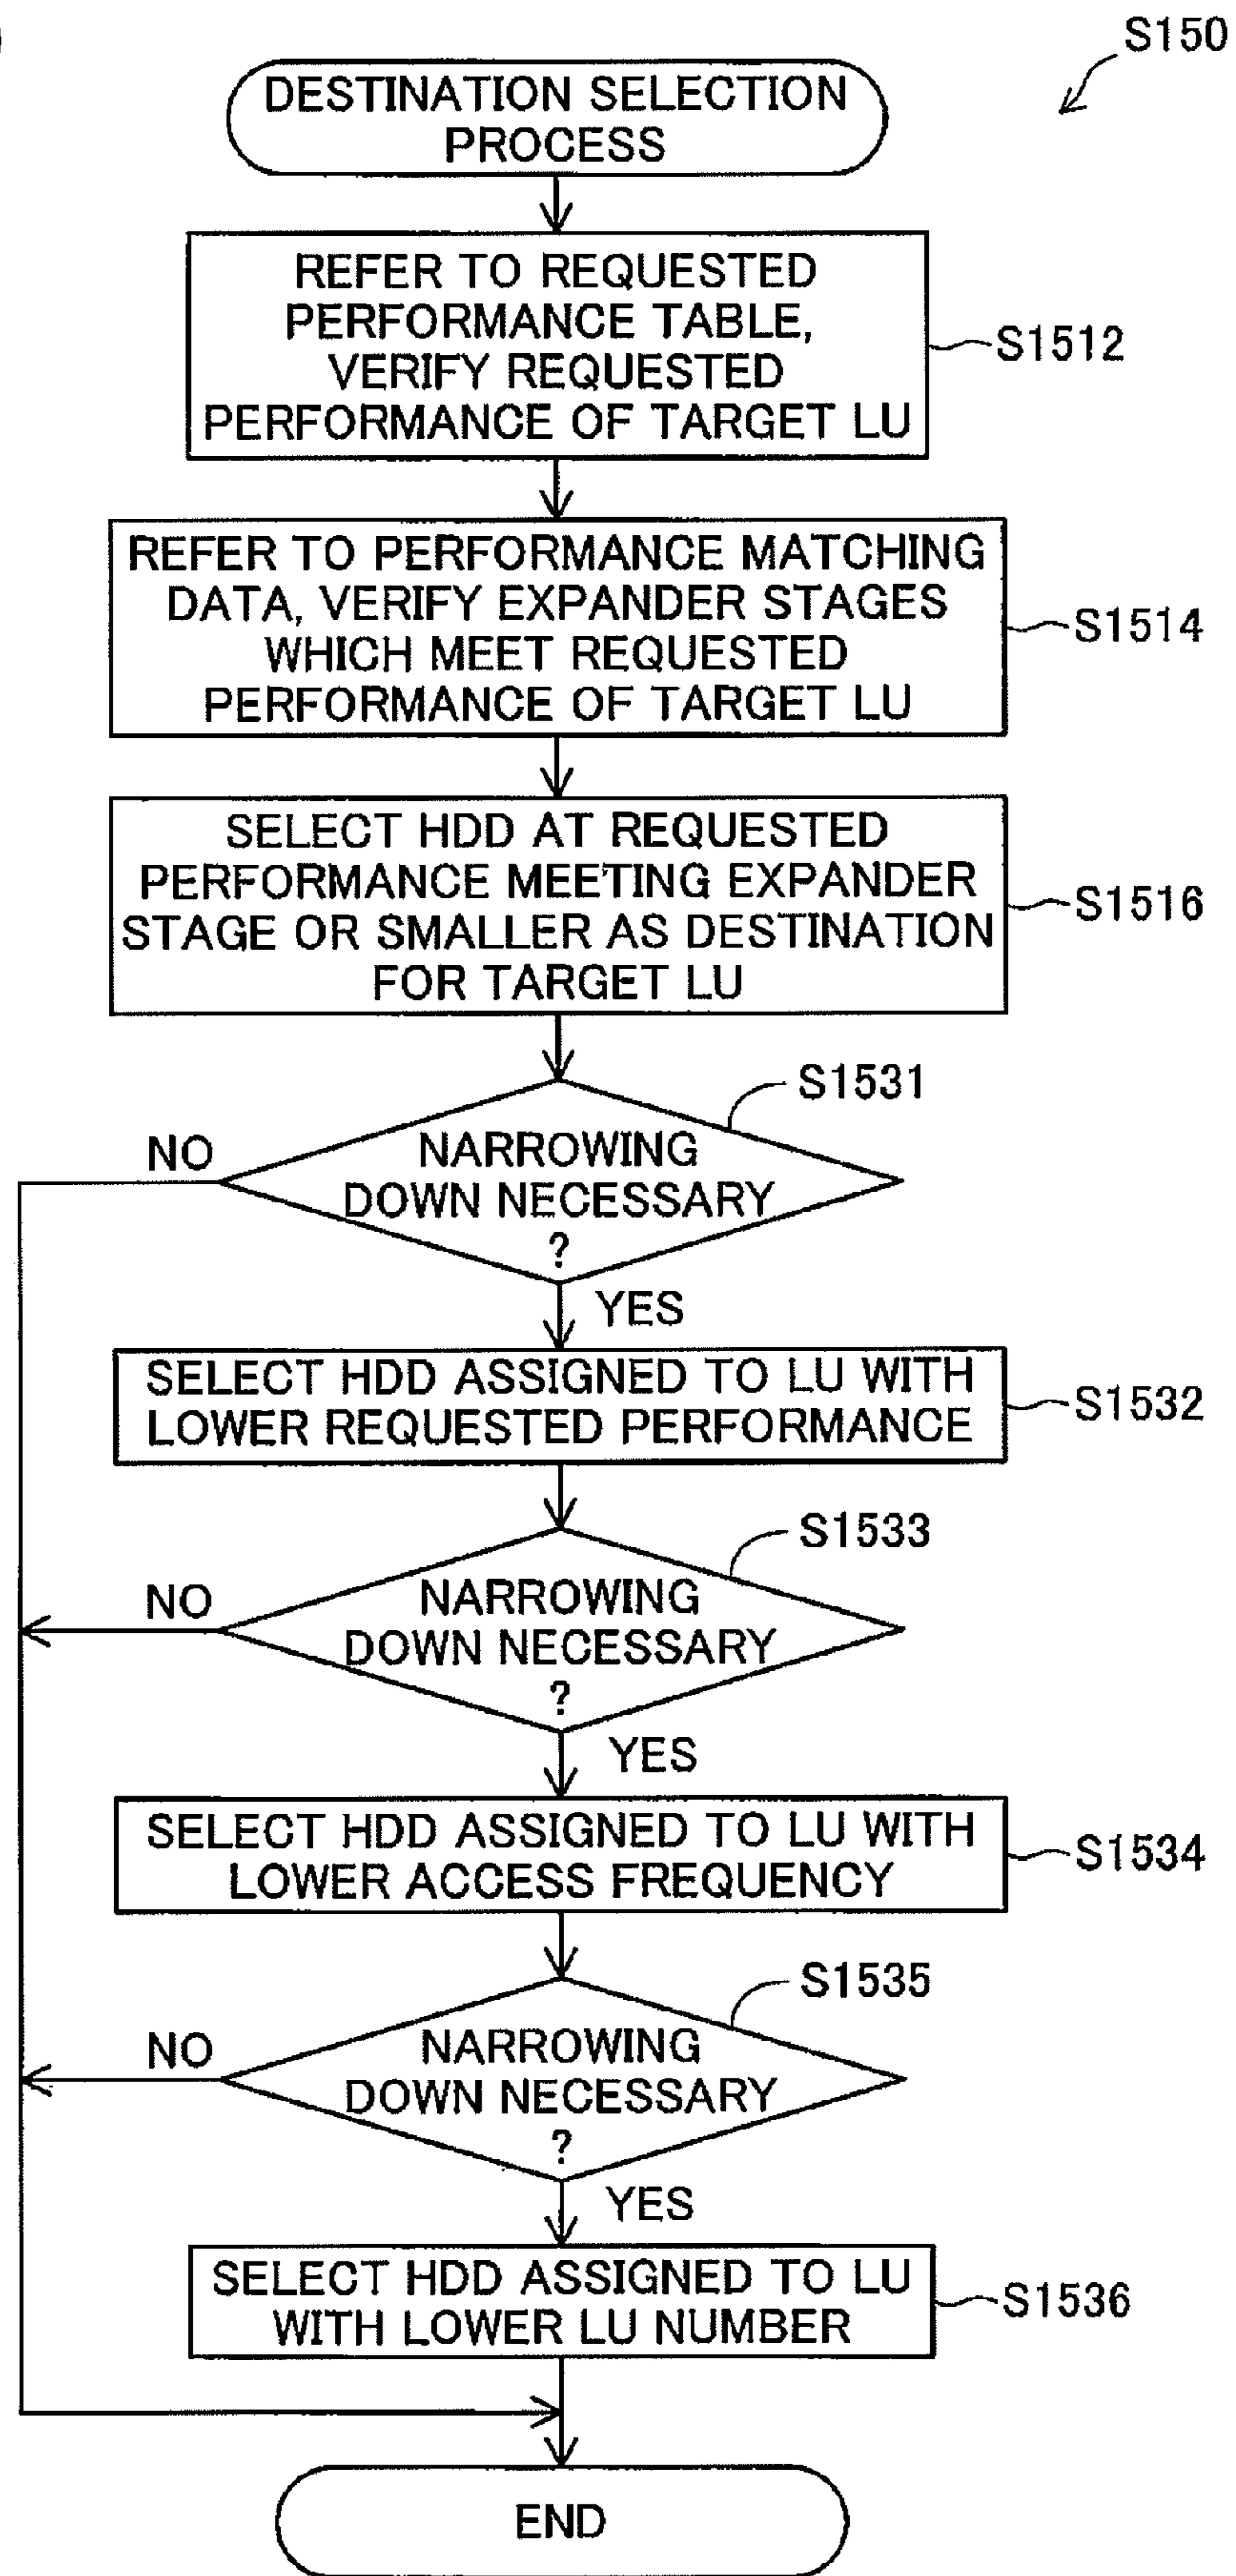 S150
DESTINATION SELECTION
PROCESS
REFER TO REQUESTED
PERFORMANCE TABLE,
VERIFY REQUESTED
PERFORMANCE OF TARGET LU
S1512
REFER TO PERFORMANCE MATCHING
DATA, VERIFY EXPANDER STAGES
WHICH MEET REQUESTED
PERFORMANCE OF TARGET LU
S1514
SELECT HDD AT REQUESTED
PERFORMANCE MEETING EXPANDER
STAGE OR SMALLER AS DESTINATION
FOR TARGET LU
S1516
S1531
NO
NARROWING
DOWN NECESSARY
?
YES
SELECT HDD ASSIGNED TO LU WITH
LOWER REQUESTED PERFORMANCE
S1532
S1533
NO
NARROWING
DOWN NECESSARY
?
YES
SELECT HDD ASSIGNED TO LU WITH
LOWER ACCESS FREQUENCY
S1534
S1535
NO
NARROWING
DOWN NECESSARY
?
YES
SELECT HDD ASSIGNED TO LU
WITH LOWER LU NUMBER
S1536
END